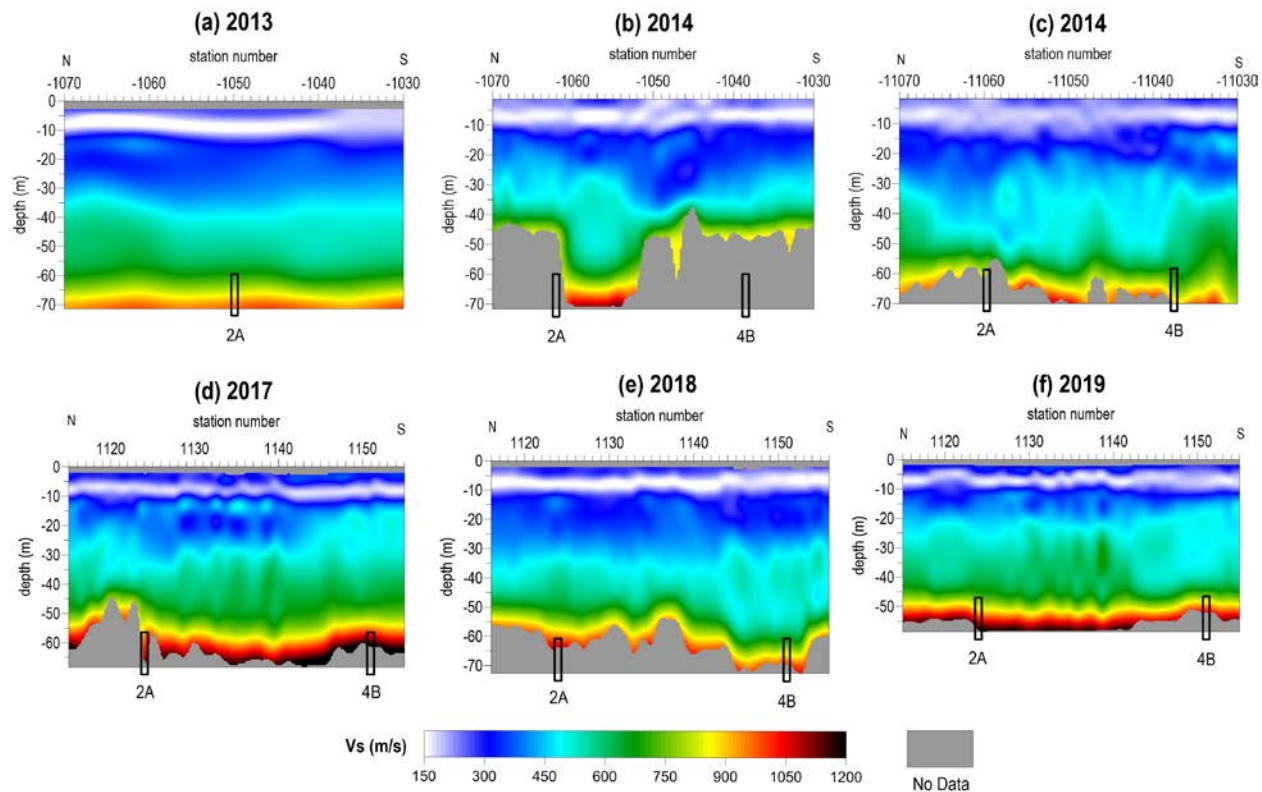 (a) 2013
station number
N S
-1070 -1060 -1050 -1040 -1030
depth (m)
0
-10
-20
-30
-40
-50
-60
-70
2A
(b) 2014
station number
N S
-1070 -1060 -1050 -1040 -1030
depth (m)
-10
-20
-30
-40
-50
-60
-70
2A 4B
(c) 2014
station number
N S
-11070 -11060 -11050 -11040 -11030
depth (m)
-10
-20
-30
-40
-50
-60
-70
2A 4B
(d) 2017
station number
N S
1120 1130 1140 1150
depth (m)
0
-10
-20
-30
-40
-50
-60
2A 4B
(e) 2018
station number
N S
1120 1130 1140 1150
depth (m)
0
-10
-20
-30
-40
-50
-60
-70
2A 4B
(f) 2019
station number
N S
1120 1130 1140 1150
depth (m)
0
-10
-20
-30
-40
-50
2A 4B
Vs (m/s)
150 300 450 600 750 900 1050 1200
No Data